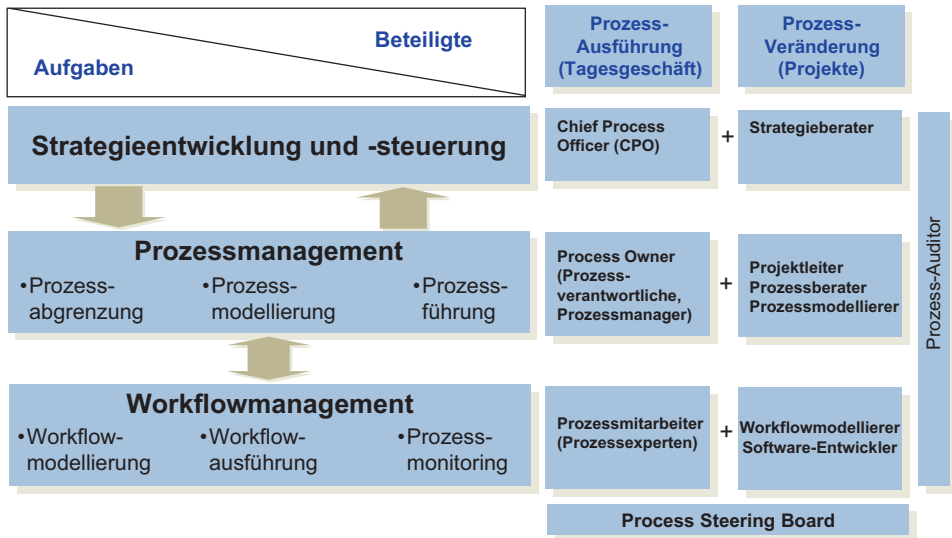 Beteiligte
Aufgaben
Prozess-
Ausführung
(Tagesgeschäft)
Prozess-
Veränderung
(Projekte)
Strategieentwicklung und -steuerung
Chief Process
Officer (CPO)
+
Strategieberater
Prozessmanagement
•Prozess-
abgrenzung
•Prozess-
modellierung
•Prozess-
führung
Process Owner
(Prozess-
verantwortliche,
Prozessmanager)
+
Projektleiter
Prozessberater
Prozessmodellierer
Workflowmanagement
•Workflow-
modellierung
•Workflow-
ausführung
•Prozess-
monitoring
Prozessmitarbeiter
(Prozessexperten)
+
Workflowmodellierer
Software-Entwickler
Prozess-Auditor
Process Steering Board